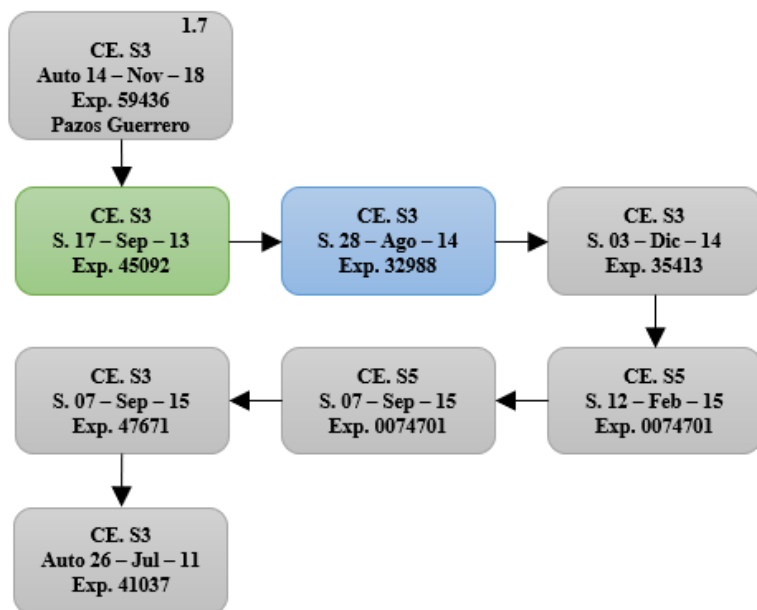 1.7
CE. S3
Auto 14 – Nov – 18
Exp. 59436
Pazos Guerrero
CE. S3
S. 17 – Sep – 13
Exp. 45092
CE. S3
S. 28 – Ago – 14
Exp. 32988
CE. S3
S. 03 – Dic – 14
Exp. 35413
CE. S5
S. 12 – Feb – 15
Exp. 0074701
CE. S5
S. 07 – Sep – 15
Exp. 0074701
CE. S3
S. 07 – Sep – 15
Exp. 47671
CE. S3
Auto 26 – Jul – 11
Exp. 41037